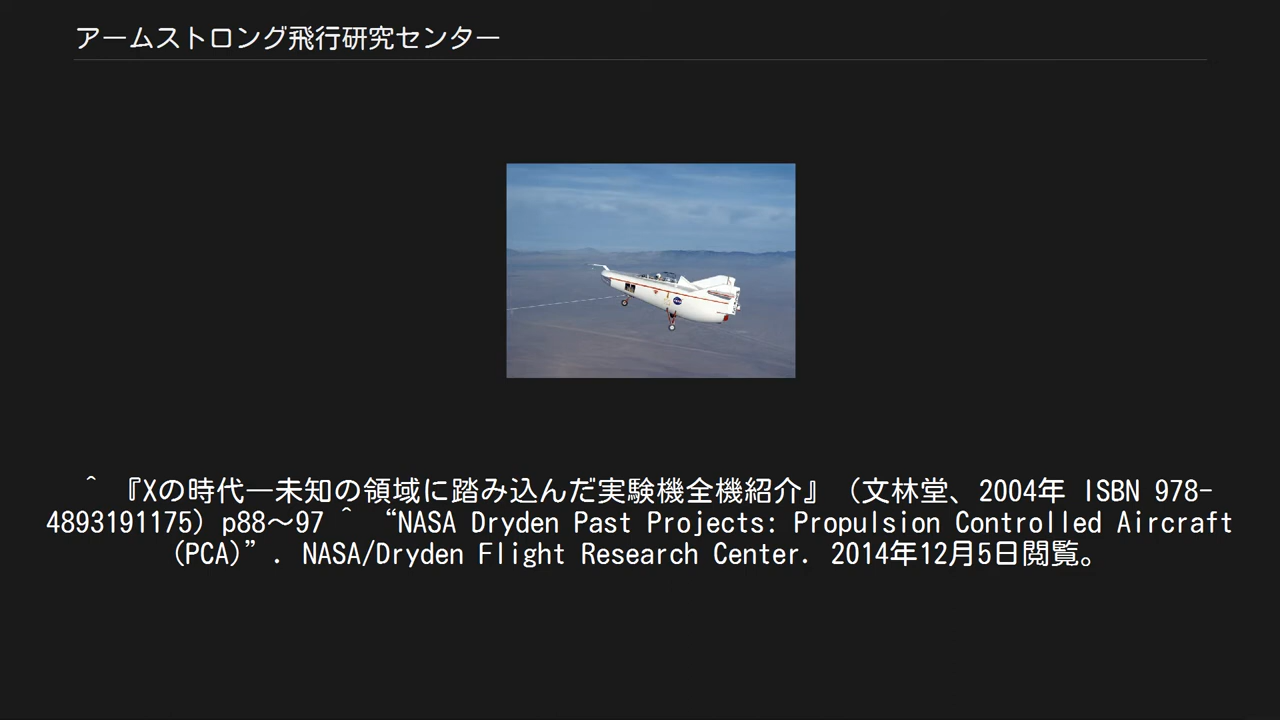 アームストロング飛行研究センター
^ 『Xの時代―未知の領域に踏み込んだ実験機全機紹介』（文林堂、2004年 ISBN 978-
4893191175）p88〜97 ^ “NASA Dryden Past Projects: Propulsion Controlled Aircraft
(PCA)”. NASA/Dryden Flight Research Center. 2014年12月5日閲覧。